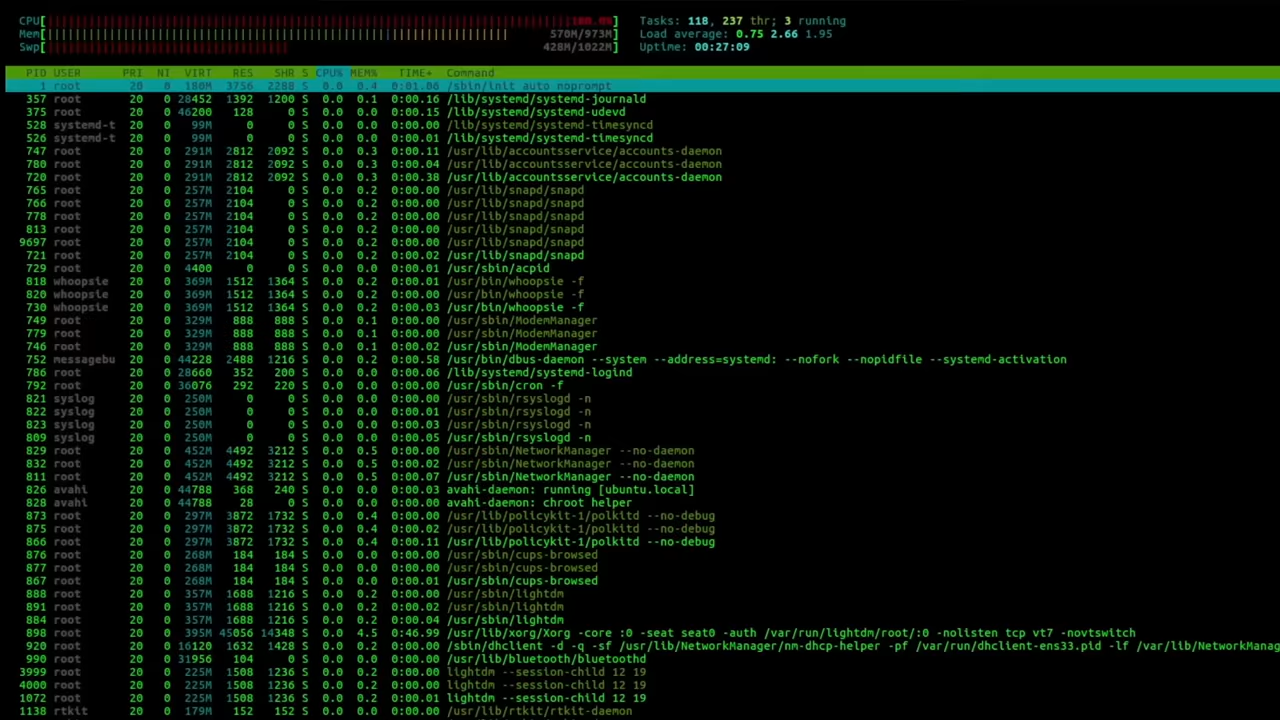 CPU[ 100.0%] Tasks: 118, 237 thr; 3 running
Mem[ 570M/973M] Load average: 0.75 2.66 1.95
Swp[ 428M/1022M] Uptime: 00:27:09
PID USER PRI NI VIRT RES SHR S CPU% MEM% TIME+ Command
1 root 20 0 180M 3756 2288 S 0.0 0.4 0:01.06 /sbin/init auto noprompt
357 root 20 0 28452 1392 1200 S 0.0 0.1 0:00.16 /lib/systemd/systemd-journald
375 root 20 0 46200 128 0 S 0.0 0.0 0:00.15 /lib/systemd/systemd-udevd
528 systemd-t 20 0 99M 0 0 S 0.0 0.0 0:00.00 /lib/systemd/systemd-timesyncd
526 systemd-t 20 0 99M 0 0 S 0.0 0.0 0:00.01 /lib/systemd/systemd-timesyncd
747 root 20 0 291M 2812 2092 S 0.0 0.3 0:00.11 /usr/lib/accountsservice/accounts-daemon
780 root 20 0 291M 2812 2092 S 0.0 0.3 0:00.04 /usr/lib/accountsservice/accounts-daemon
720 root 20 0 291M 2812 2092 S 0.0 0.3 0:00.38 /usr/lib/accountsservice/accounts-daemon
765 root 20 0 257M 2104 0 S 0.0 0.2 0:00.00 /usr/lib/snapd/snapd
766 root 20 0 257M 2104 0 S 0.0 0.2 0:00.00 /usr/lib/snapd/snapd
778 root 20 0 257M 2104 0 S 0.0 0.2 0:00.00 /usr/lib/snapd/snapd
813 root 20 0 257M 2104 0 S 0.0 0.2 0:00.00 /usr/lib/snapd/snapd
9697 root 20 0 257M 2104 0 S 0.0 0.2 0:00.00 /usr/lib/snapd/snapd
721 root 20 0 257M 2104 0 S 0.0 0.2 0:00.02 /usr/lib/snapd/snapd
729 root 20 0 4400 0 0 S 0.0 0.0 0:00.01 /usr/sbin/acpid
818 whoopsie 20 0 369M 1512 1364 S 0.0 0.2 0:00.01 /usr/bin/whoopsie -f
820 whoopsie 20 0 369M 1512 1364 S 0.0 0.2 0:00.00 /usr/bin/whoopsie -f
730 whoopsie 20 0 369M 1512 1364 S 0.0 0.2 0:00.03 /usr/bin/whoopsie -f
749 root 20 0 329M 888 888 S 0.0 0.1 0:00.00 /usr/sbin/ModemManager
779 root 20 0 329M 888 888 S 0.0 0.1 0:00.00 /usr/sbin/ModemManager
746 root 20 0 329M 888 888 S 0.0 0.1 0:00.02 /usr/sbin/ModemManager
752 messagebu 20 0 44228 2488 1216 S 0.0 0.2 0:00.58 /usr/bin/dbus-daemon --system --address=systemd: --nofork --nopidfile --systemd-activation
786 root 20 0 28660 352 200 S 0.0 0.0 0:00.06 /lib/systemd/systemd-logind
792 root 20 0 36076 292 220 S 0.0 0.0 0:00.00 /usr/sbin/cron -f
821 syslog 20 0 250M 0 0 S 0.0 0.0 0:00.00 /usr/sbin/rsyslogd -n
822 syslog 20 0 250M 0 0 S 0.0 0.0 0:00.01 /usr/sbin/rsyslogd -n
823 syslog 20 0 250M 0 0 S 0.0 0.0 0:00.03 /usr/sbin/rsyslogd -n
809 syslog 20 0 250M 0 0 S 0.0 0.0 0:00.05 /usr/sbin/rsyslogd -n
829 root 20 0 452M 4492 3212 S 0.0 0.5 0:00.00 /usr/sbin/NetworkManager --no-daemon
832 root 20 0 452M 4492 3212 S 0.0 0.5 0:00.02 /usr/sbin/NetworkManager --no-daemon
811 root 20 0 452M 4492 3212 S 0.0 0.5 0:00.07 /usr/sbin/NetworkManager --no-daemon
826 avahi 20 0 44788 368 240 S 0.0 0.0 0:00.01 avahi-daemon: running [ubuntu.local]
828 avahi 20 0 44788 28 0 S 0.0 0.0 0:00.00 avahi-daemon: chroot helper
873 root 20 0 297M 3872 1732 S 0.0 0.4 0:00.00 /usr/lib/policykit-1/polkitd --no-debug
875 root 20 0 297M 3872 1732 S 0.0 0.4 0:00.02 /usr/lib/policykit-1/polkitd --no-debug
866 root 20 0 297M 3872 1732 S 0.0 0.4 0:00.11 /usr/lib/policykit-1/polkitd --no-debug
876 root 20 0 268M 184 184 S 0.0 0.0 0:00.00 /usr/sbin/cups-browsed
877 root 20 0 268M 184 184 S 0.0 0.0 0:00.00 /usr/sbin/cups-browsed
867 root 20 0 268M 184 184 S 0.0 0.0 0:00.01 /usr/sbin/cups-browsed
888 root 20 0 357M 1688 1216 S 0.0 0.2 0:00.00 /usr/sbin/lightdm
891 root 20 0 357M 1688 1216 S 0.0 0.2 0:00.02 /usr/sbin/lightdm
884 root 20 0 357M 1688 1216 S 0.0 0.2 0:00.04 /usr/sbin/lightdm
898 root 20 0 395M 45056 14348 S 0.0 4.5 0:46.99 /usr/lib/xorg/Xorg -core :0 -seat seat0 -auth /var/run/lightdm/root/:0 -nolisten tcp vt7 -novtswitch
920 root 20 0 16120 1632 1428 S 0.0 0.2 0:00.01 /sbin/dhclient -d -q -sf /usr/lib/NetworkManager/nm-dhcp-helper -pf /var/run/dhclient-ens33.pid -lf /var/lib/NetworkManag
990 root 20 0 31956 104 0 S 0.0 0.0 0:00.00 /usr/lib/bluetooth/bluetoothd
3999 root 20 0 225M 1508 1236 S 0.0 0.2 0:00.00 lightdm --session-child 12 19
4000 root 20 0 225M 1508 1236 S 0.0 0.2 0:00.00 lightdm --session-child 12 19
1072 root 20 0 225M 1508 1236 S 0.0 0.2 0:00.01 lightdm --session-child 12 19
1138 rtkit 20 0 179M 152 152 S 0.0 0.0 0:00.00 /usr/lib/rtkit/rtkit-daemon